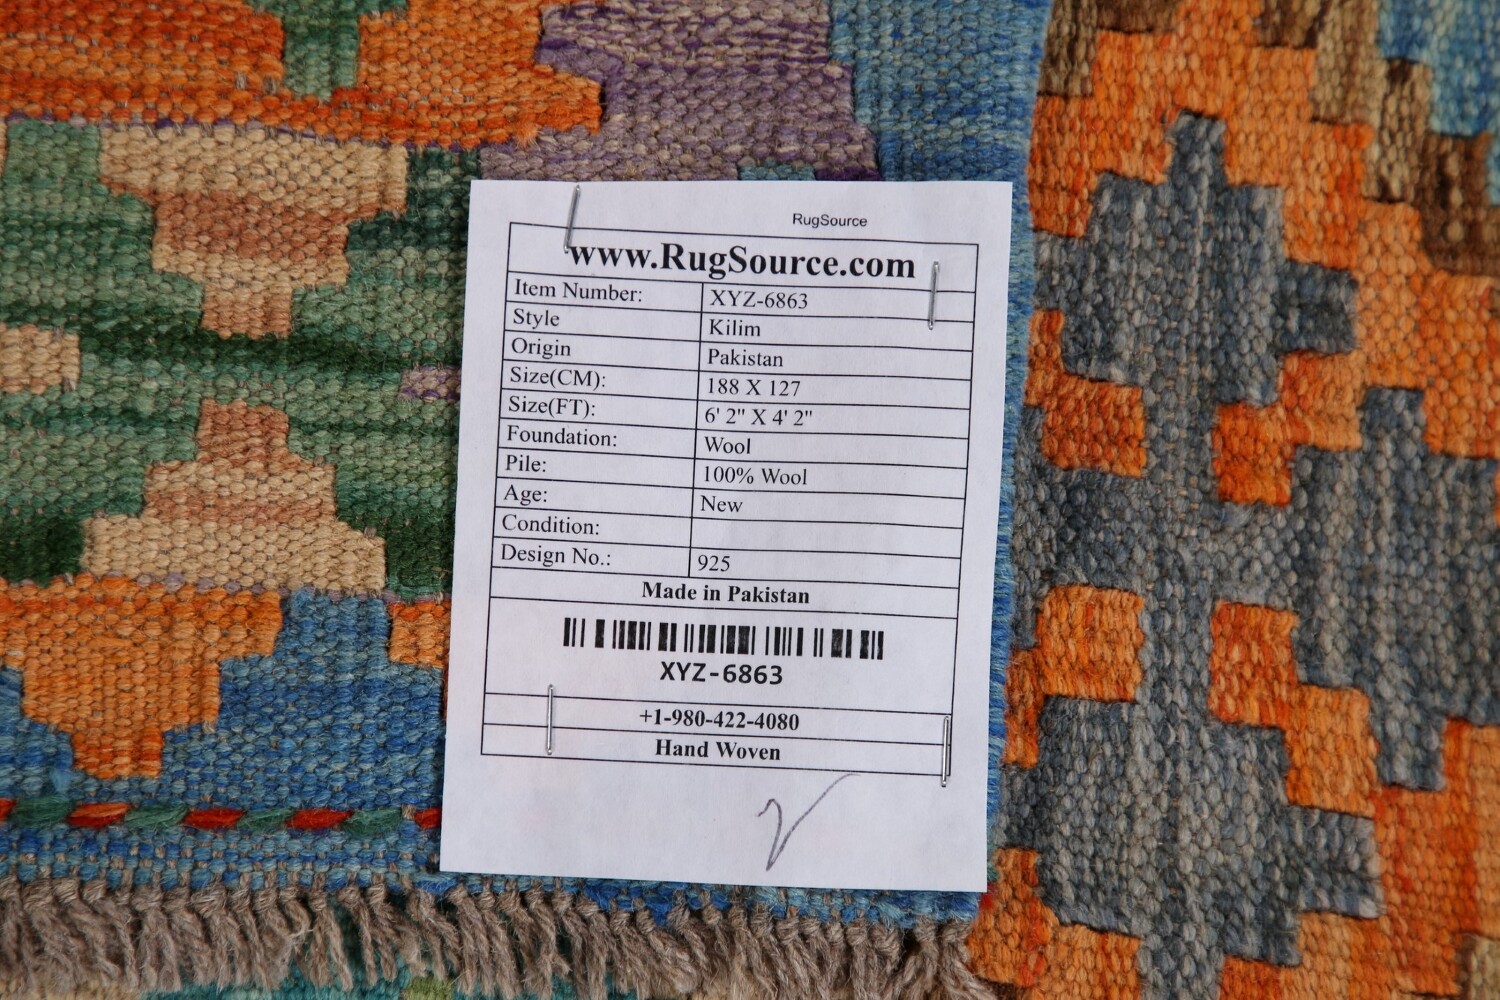 RugSource
www.RugSource.com
Item Number: XYZ-6863
Style Kilim
Origin Pakistan
Size(CM): 188 X 127
Size(FT): 6' 2" X 4' 2"
Foundation: Wool
Pile: 100% Wool
Age: New
Condition:
Design No.: 925
Made in Pakistan
XYZ-6863
+1-980-422-4080
Hand Woven